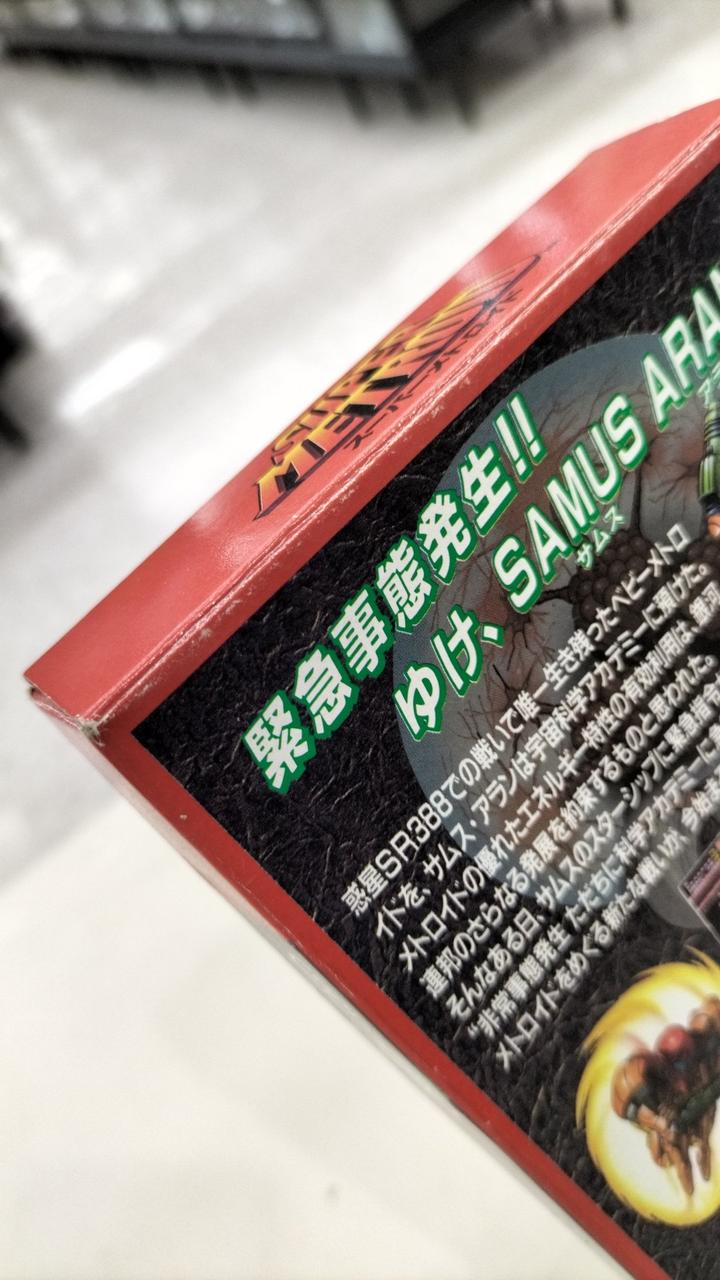 SUPER
METROID
スーパーメトロイド
緊急事態発生!!
ゆけ、SAMUS ARAN
サムス
惑星SR388での戦いで唯一生き残ったベビーメトロ
イドを、サムス・アランは宇宙科学アカデミーに預けた。
メトロイドの優れたエネルギー特性の有効利用は、銀河
連邦のさらなる発展を約束するものと思われた。
そんなある日、サムスのスターシップに緊急
“非常事態発生 ただちに科学アカデミーに
メトロイドをめぐる新たな戦いが、今始